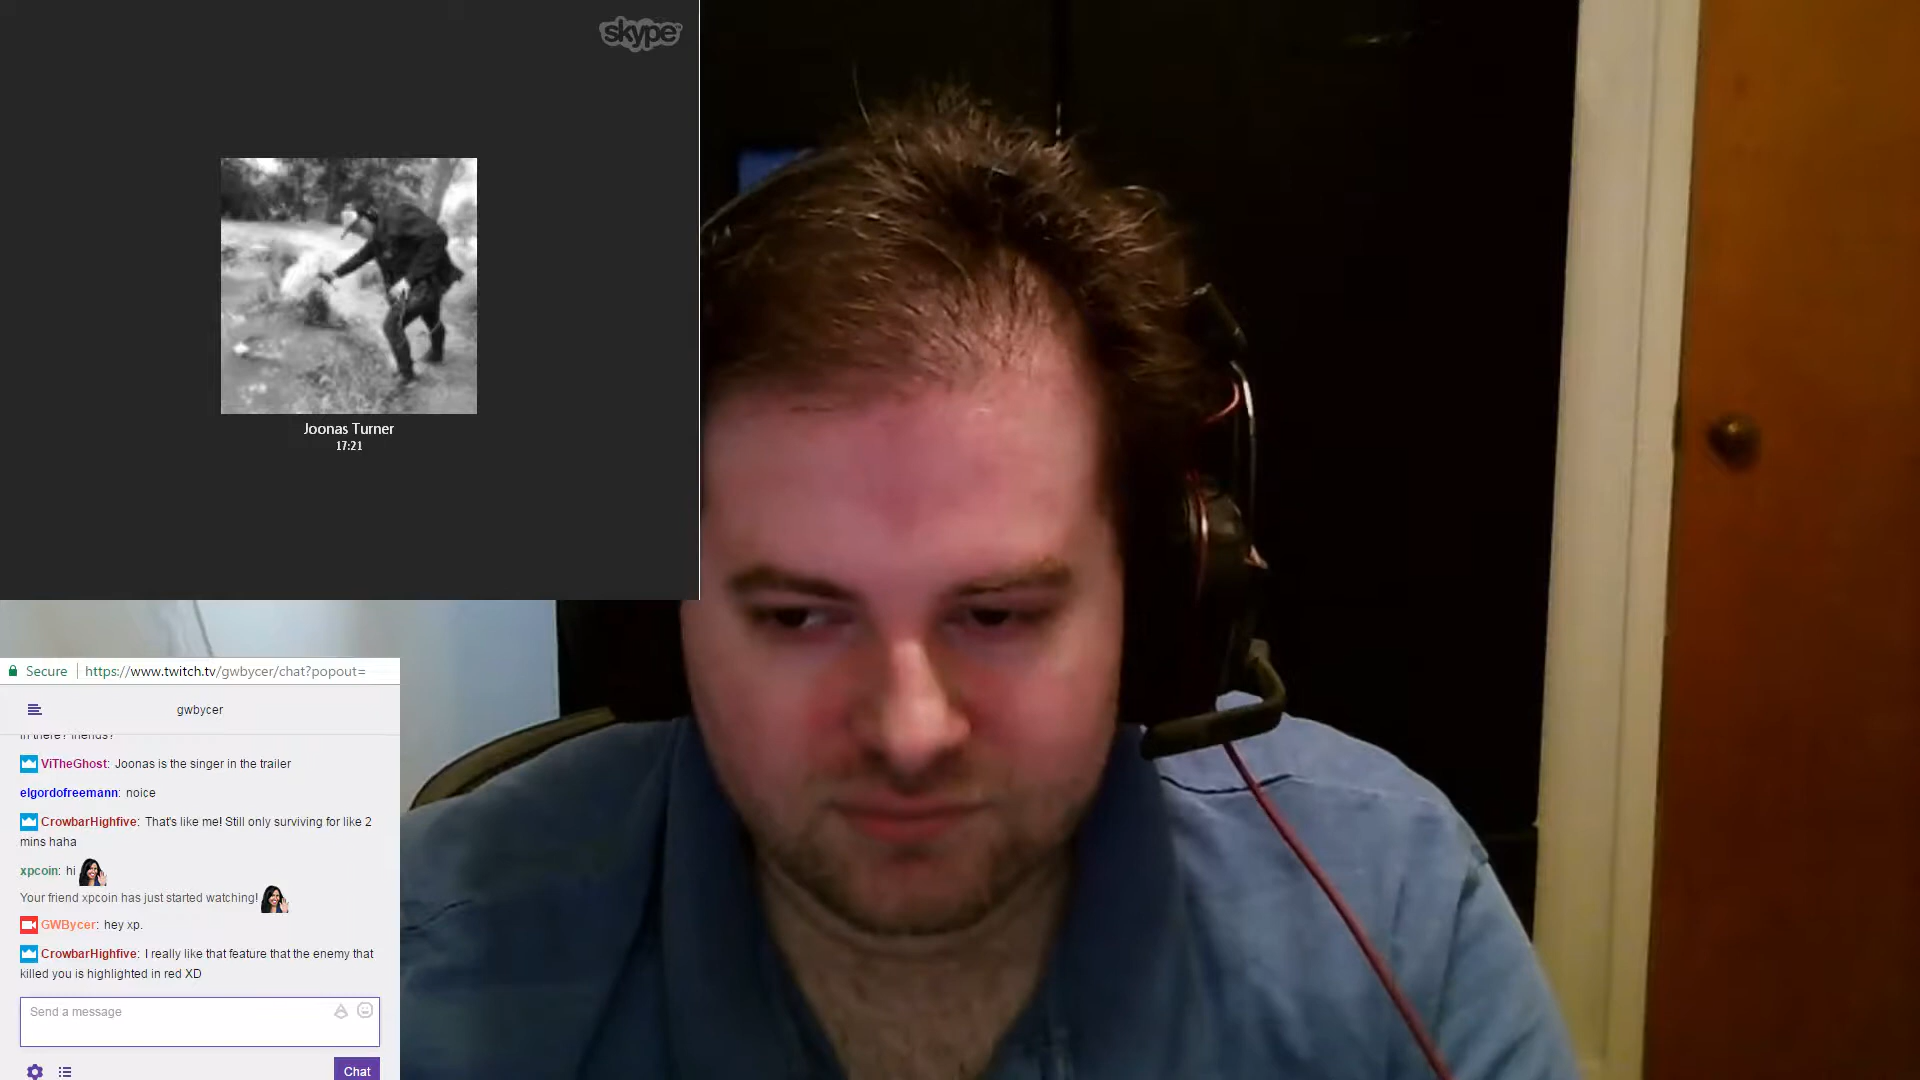 skype
Joonas Turner
17:21
Secure
https://www.twitch.tv/gwbycer/chat?popout=
gwbycer
in there? friends?
ViTheGhost: Joonas is the singer in the trailer
elgordofreemann: noice
CrowbarHighfive: That's like me! Still only surviving for like 2
mins haha
xpcoin: hi
Your friend xpcoin has just started watching!
GWBycer: hey xp.
CrowbarHighfive: I really like that feature that the enemy that
killed you is highlighted in red XD
Send a message
Chat